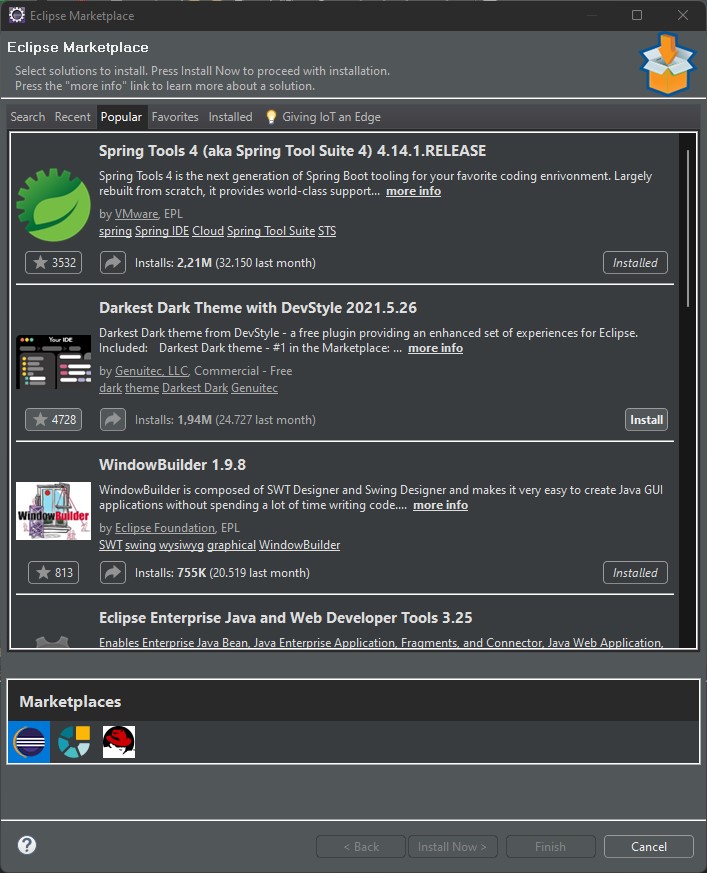 Eclipse Marketplace
Eclipse Marketplace
Select solutions to install. Press Install Now to proceed with installation.
Press the "more info" link to learn more about a solution.
Search Recent Popular Favorites Installed Giving IoT an Edge
Spring Tools 4 (aka Spring Tool Suite 4) 4.14.1.RELEASE
Spring Tools 4 is the next generation of Spring Boot tooling for your favorite coding enrivonment. Largely
rebuilt from scratch, it provides world-class support... more info
by VMware, EPL
spring Spring IDE Cloud Spring Tool Suite STS
3532 Installs: 2,21M (32.150 last month) Installed
Darkest Dark Theme with DevStyle 2021.5.26
Your IDE
Darkest Dark theme from DevStyle - a free plugin providing an enhanced set of experiences for Eclipse.
Included: Darkest Dark theme - #1 in the Marketplace: ... more info
by Genuitec, LLC, Commercial - Free
dark theme Darkest Dark Genuitec
4728 Installs: 1,94M (24.727 last month) Install
WindowBuilder 1.9.8
WindowBuilder is composed of SWT Designer and Swing Designer and makes it very easy to create Java GUI
applications without spending a lot of time writing code.... more info
WindowBuilder
by Eclipse Foundation, EPL
SWT swing wysiwyg graphical WindowBuilder
813 Installs: 755K (20.519 last month) Installed
Eclipse Enterprise Java and Web Developer Tools 3.25
Enables Enterprise Java Bean, Java Enterprise Application, Fragments, and Connector, Java Web Application,
Marketplaces
? < Back Install Now > Finish Cancel